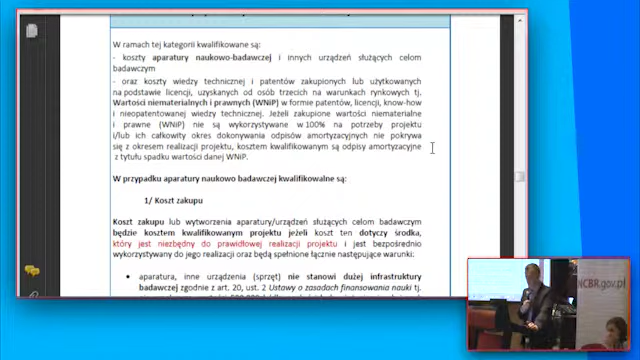 W ramach tej kategorii kwalifikowane są:
- koszty aparatury naukowo-badawczej i innych urządzeń służących celom
badawczym
- oraz koszty wiedzy technicznej i patentów zakupionych lub użytkowanych
na podstawie licencji, uzyskanych od osób trzecich na warunkach rynkowych tj.
Wartości niematerialnych i prawnych (WNiP) w formie patentów, licencji, know-how
i nieopatentowanej wiedzy technicznej. Jeżeli zakupione wartości niematerialne
i prawne (WNiP) nie są wykorzystywane w 100% na potrzeby projektu
i/lub ich całkowity okres dokonywania odpisów amortyzacyjnych nie pokrywa
się z okresem realizacji projektu, kosztem kwalifikowanym są odpisy amortyzacyjne
z tytułu spadku wartości danej WNiP.
W przypadku aparatury naukowo badawczej kwalifikowalne są:
1/ Koszt zakupu
Koszt zakupu lub wytworzenia aparatury/urządzeń służących celom badawczym
będzie kosztem kwalifikowanym projektu jeżeli koszt ten dotyczy środka,
który jest niezbędny do prawidłowej realizacji projektu i jest bezpośrednio
wykorzystywany do jego realizacji oraz będą spełnione łącznie następujące warunki:
• aparatura, inne urządzenia (sprzęt) nie stanowi dużej infrastruktury
badawczej zgodnie z art. 20, ust. 2 Ustawy o zasadach finansowania nauki tj.
NCBR.gov.pl